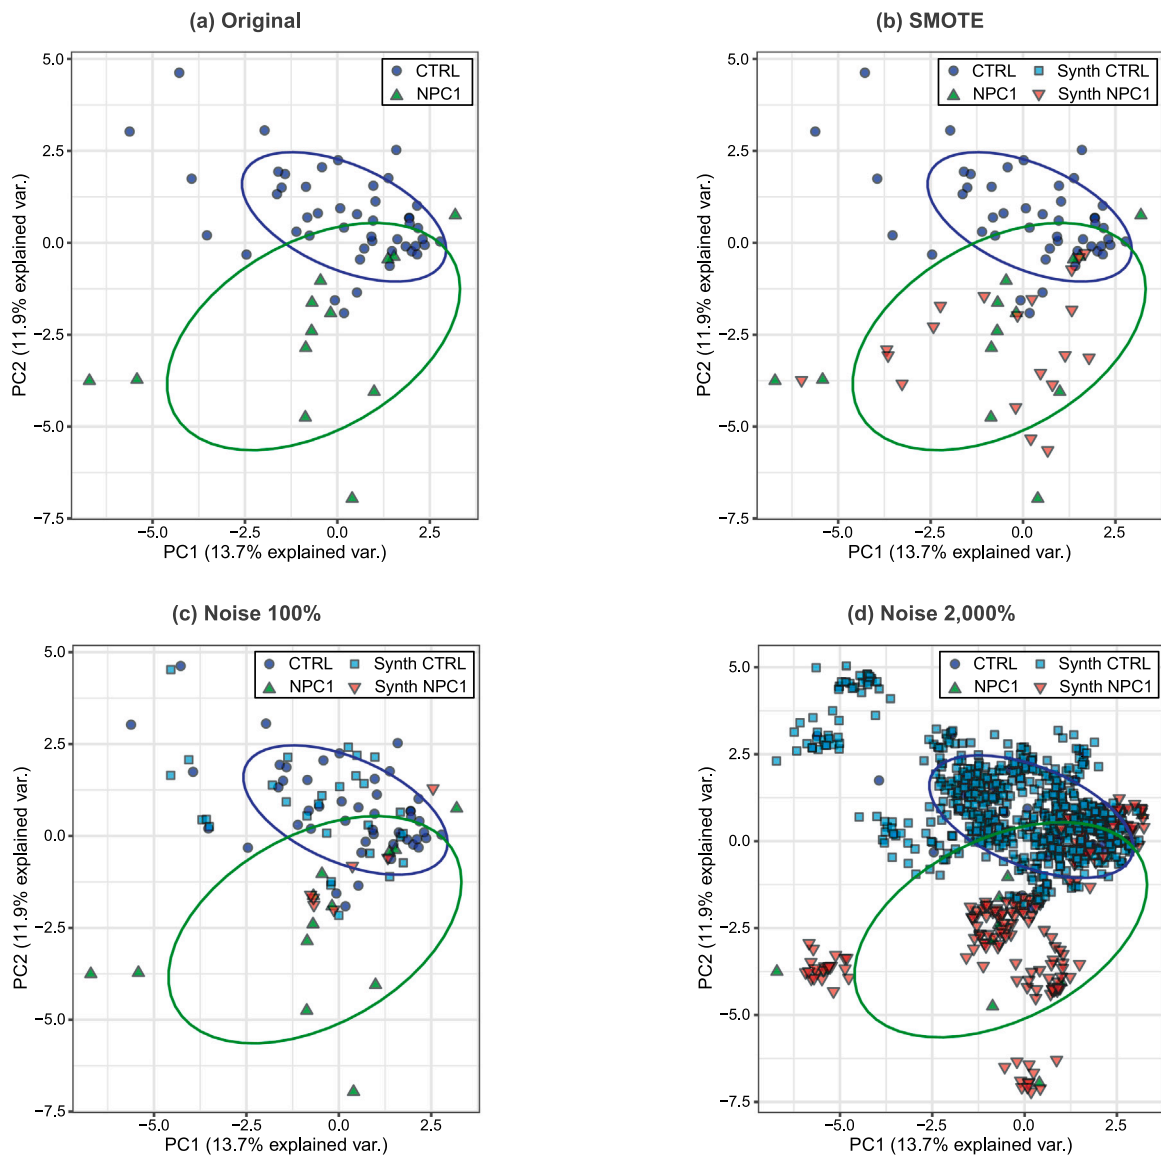 (a) Original
5.0
2.5
0.0
−2.5
−5.0
−7.5
PC2 (11.9% explained var.)
CTRL
NPC1
−5.0 −2.5 0.0 2.5
PC1 (13.7% explained var.)
(b) SMOTE
5.0
2.5
0.0
−2.5
−5.0
−7.5
PC2 (11.9% explained var.)
CTRL Synth CTRL
NPC1 Synth NPC1
−5.0 −2.5 0.0 2.5
PC1 (13.7% explained var.)
(c) Noise 100%
5.0
2.5
0.0
−2.5
−5.0
−7.5
PC2 (11.9% explained var.)
CTRL Synth CTRL
NPC1 Synth NPC1
−5.0 −2.5 0.0 2.5
PC1 (13.7% explained var.)
(d) Noise 2,000%
5.0
2.5
0.0
−2.5
−5.0
−7.5
PC2 (11.9% explained var.)
CTRL Synth CTRL
NPC1 Synth NPC1
−5.0 −2.5 0.0 2.5
PC1 (13.7% explained var.)